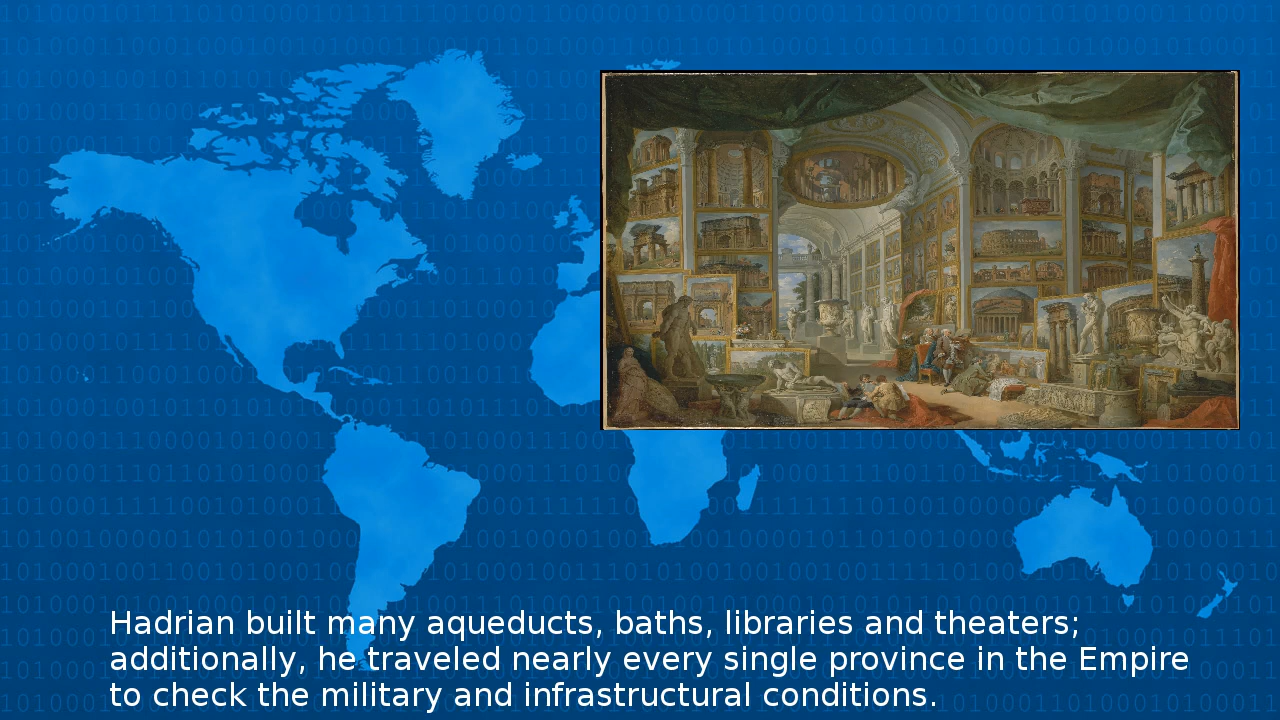 Hadrian built many aqueducts, baths, libraries and theaters;
additionally, he traveled nearly every single province in the Empire
to check the military and infrastructural conditions.